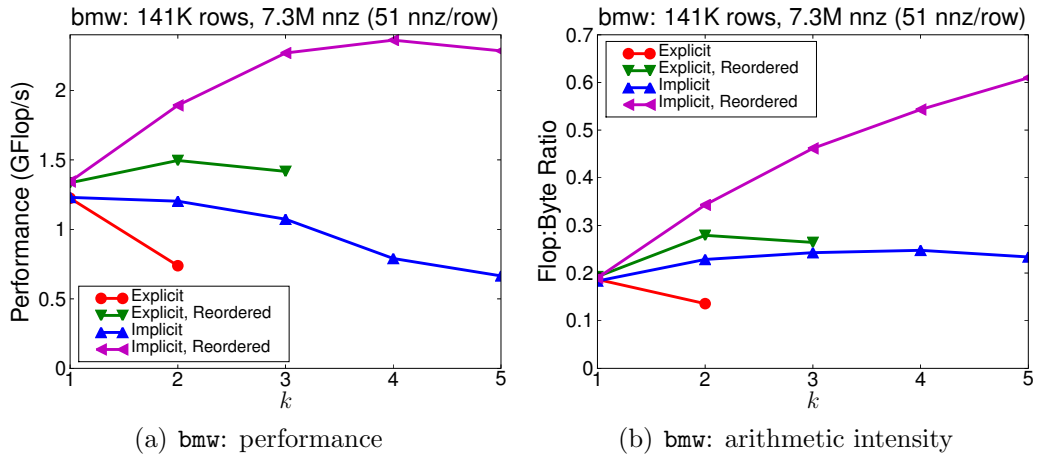 bmw: 141K rows, 7.3M nnz (51 nnz/row)
Performance (GFlop/s)
2
1.5
1
0.5
0
Explicit
Explicit, Reordered
Implicit
Implicit, Reordered
1 2 3 4 5
k
(a) bmw: performance
bmw: 141K rows, 7.3M nnz (51 nnz/row)
Flop:Byte Ratio
0.7
0.6
0.5
0.4
0.3
0.2
0.1
0
Explicit
Explicit, Reordered
Implicit
Implicit, Reordered
1 2 3 4 5
k
(b) bmw: arithmetic intensity